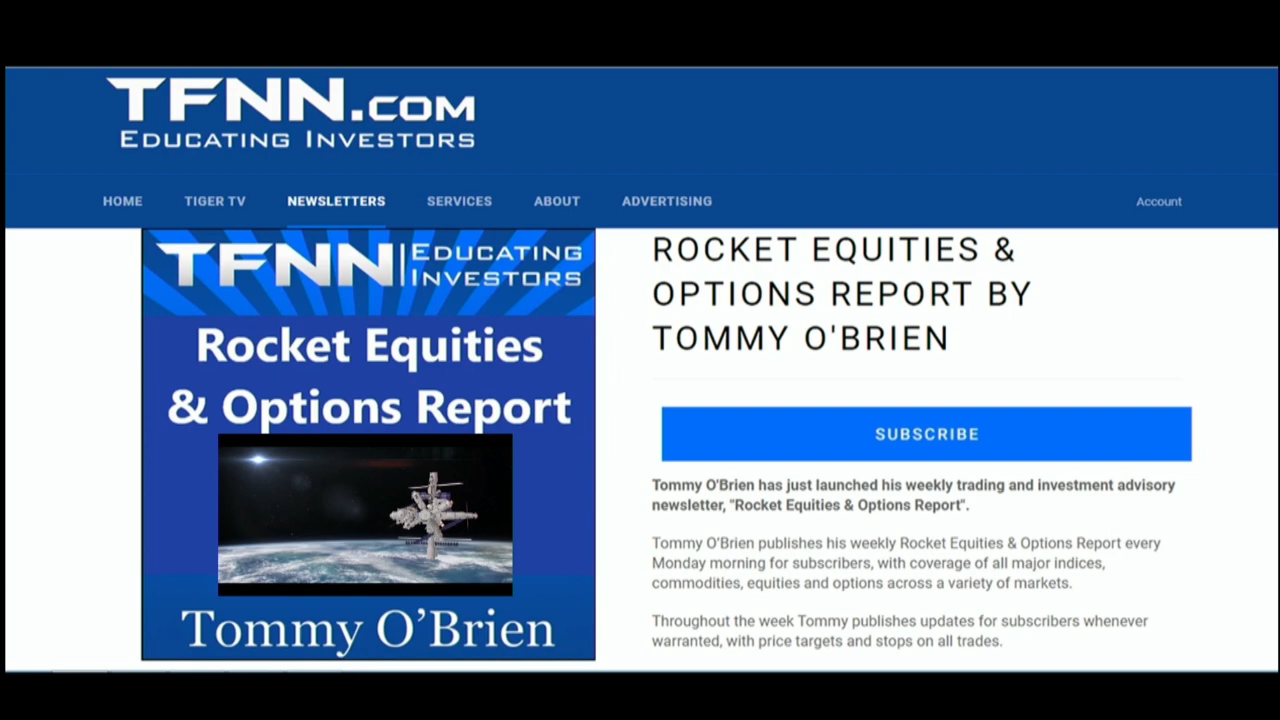 TFNN.COM
EDUCATING INVESTORS
HOME TIGER TV NEWSLETTERS SERVICES ABOUT ADVERTISING Account
TFNN|EDUCATING
INVESTORS
Rocket Equities
& Options Report
Tommy O’Brien
ROCKET EQUITIES &
OPTIONS REPORT BY
TOMMY O'BRIEN
SUBSCRIBE
Tommy O'Brien has just launched his weekly trading and investment advisory
newsletter, "Rocket Equities & Options Report".
Tommy O’Brien publishes his weekly Rocket Equities & Options Report every
Monday morning for subscribers, with coverage of all major indices,
commodities, equities and options across a variety of markets.
Throughout the week Tommy publishes updates for subscribers whenever
warranted, with price targets and stops on all trades.